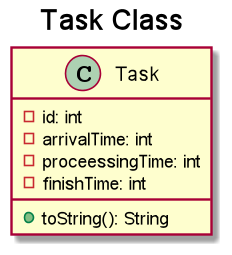 Task Class
C Task
id: int
arrivalTime: int
proceessingTime: int
finishTime: int
toString(): String